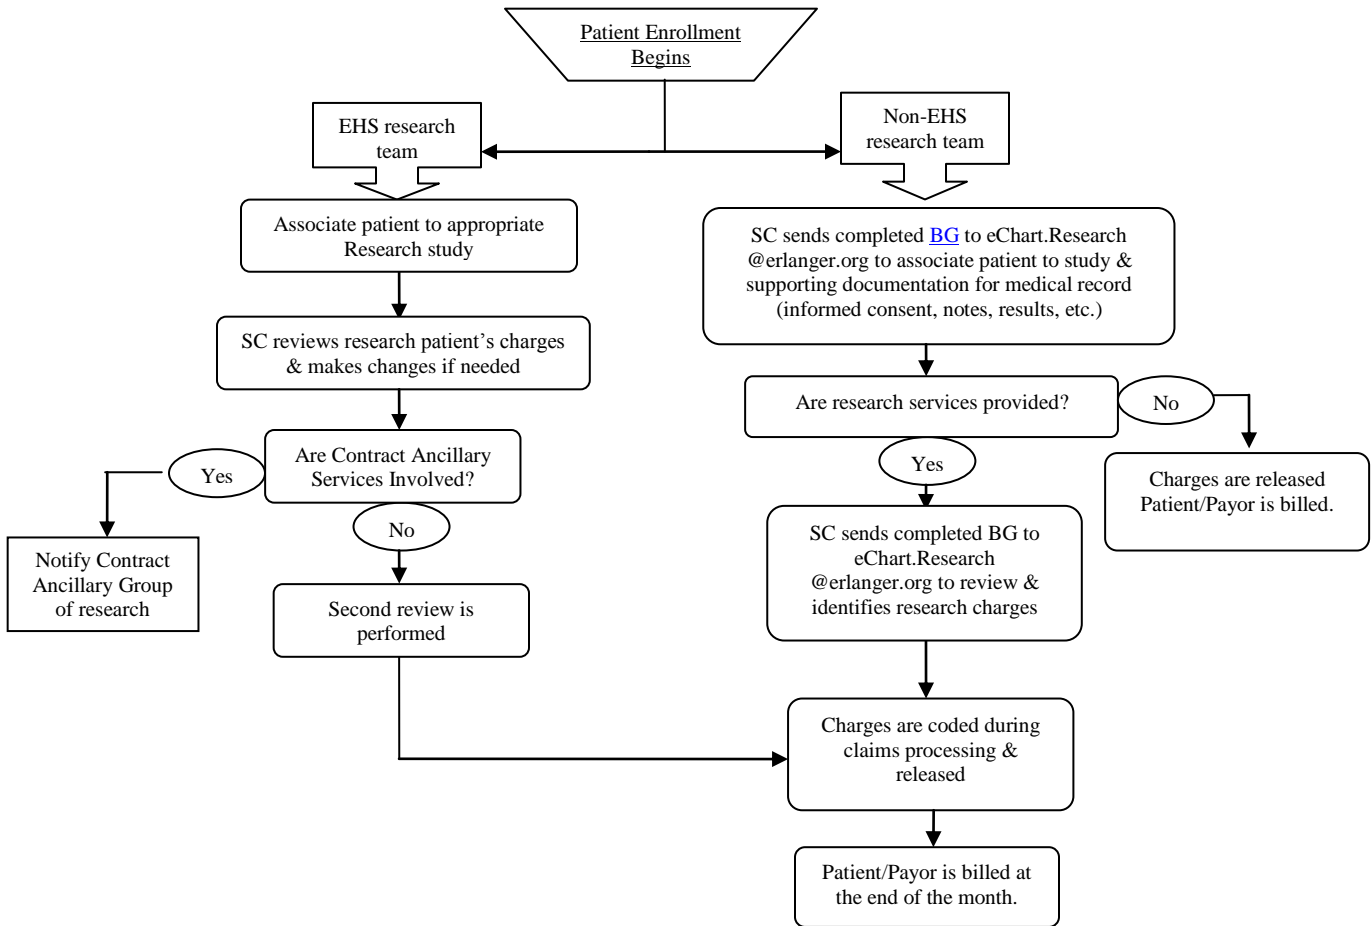 Patient Enrollment
Begins
EHS research
team
Non-EHS
research team
Associate patient to appropriate
Research study
SC sends completed BG to eChart.Research
@erlanger.org to associate patient to study &
supporting documentation for medical record
(informed consent, notes, results, etc.)
SC reviews research patient's charges
& makes changes if needed
Are research services provided?
No
Are Contract Ancillary
Services Involved?
Yes
Yes
Charges are released
Patient/Payor is billed.
No
SC sends completed BG to
eChart.Research
@erlanger.org to review &
identifies research charges
Notify Contract
Ancillary Group
of research
Second review is
performed
Charges are coded during
claims processing &
released
Patient/Payor is billed at
the end of the month.